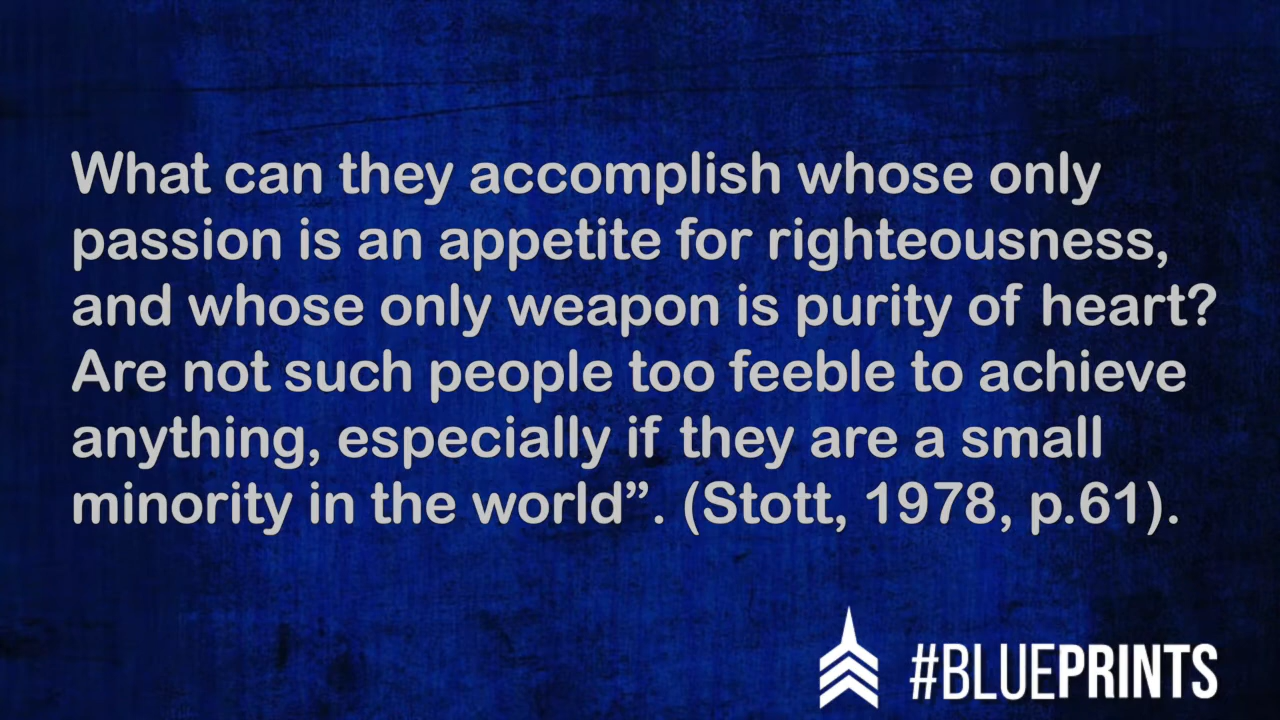 What can they accomplish whose only
passion is an appetite for righteousness,
and whose only weapon is purity of heart?
Are not such people too feeble to achieve
anything, especially if they are a small
minority in the world”. (Stott, 1978, p.61).
#BLUEPRINTS